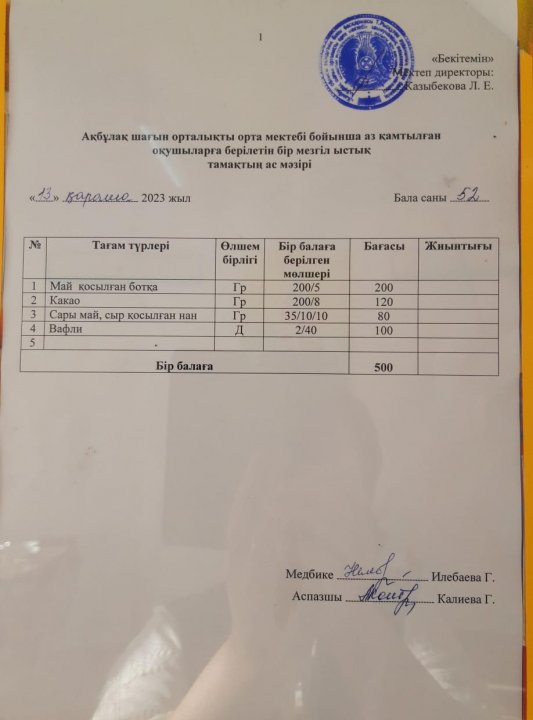 1
«Бекітемін»
Мектеп директоры:
Казыбекова Л. Е.
Ақбұлақ шағын орталықты орта мектебі бойынша аз қамтылған
оқушыларға берілетін бір мезгіл ыстық
тамақтың ас мәзірі
«13» қараша 2023 жыл Бала саны 52
№ Тағам түрлері Өлшем бірлігі Бір балаға берілген мөлшері Бағасы Жиынтығы
1 Май қосылған ботқа Гр 200/5 200
2 Какао Гр 200/8 120
3 Сары май, сыр қосылған нан Гр 35/10/10 80
4 Вафли Д 2/40 100
5
Бір балаға 500
Медбике Илебаева Г.
Аспазшы Калиева Г.